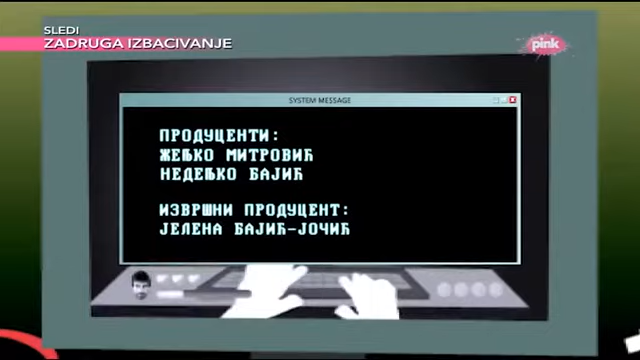 SLEDI
ZADRUGA IZBACIVANJE
pink
SYSTEM MESSAGE
ПРОДУЦЕНТИ:
ЖЕЉКО МИТРОВИЋ
НЕДЕЉКО БАЈИЋ
ИЗВРШНИ ПРОДУЦЕНТ:
ЈЕЛЕНА БАЈИЋ-ЈОЧИЋ